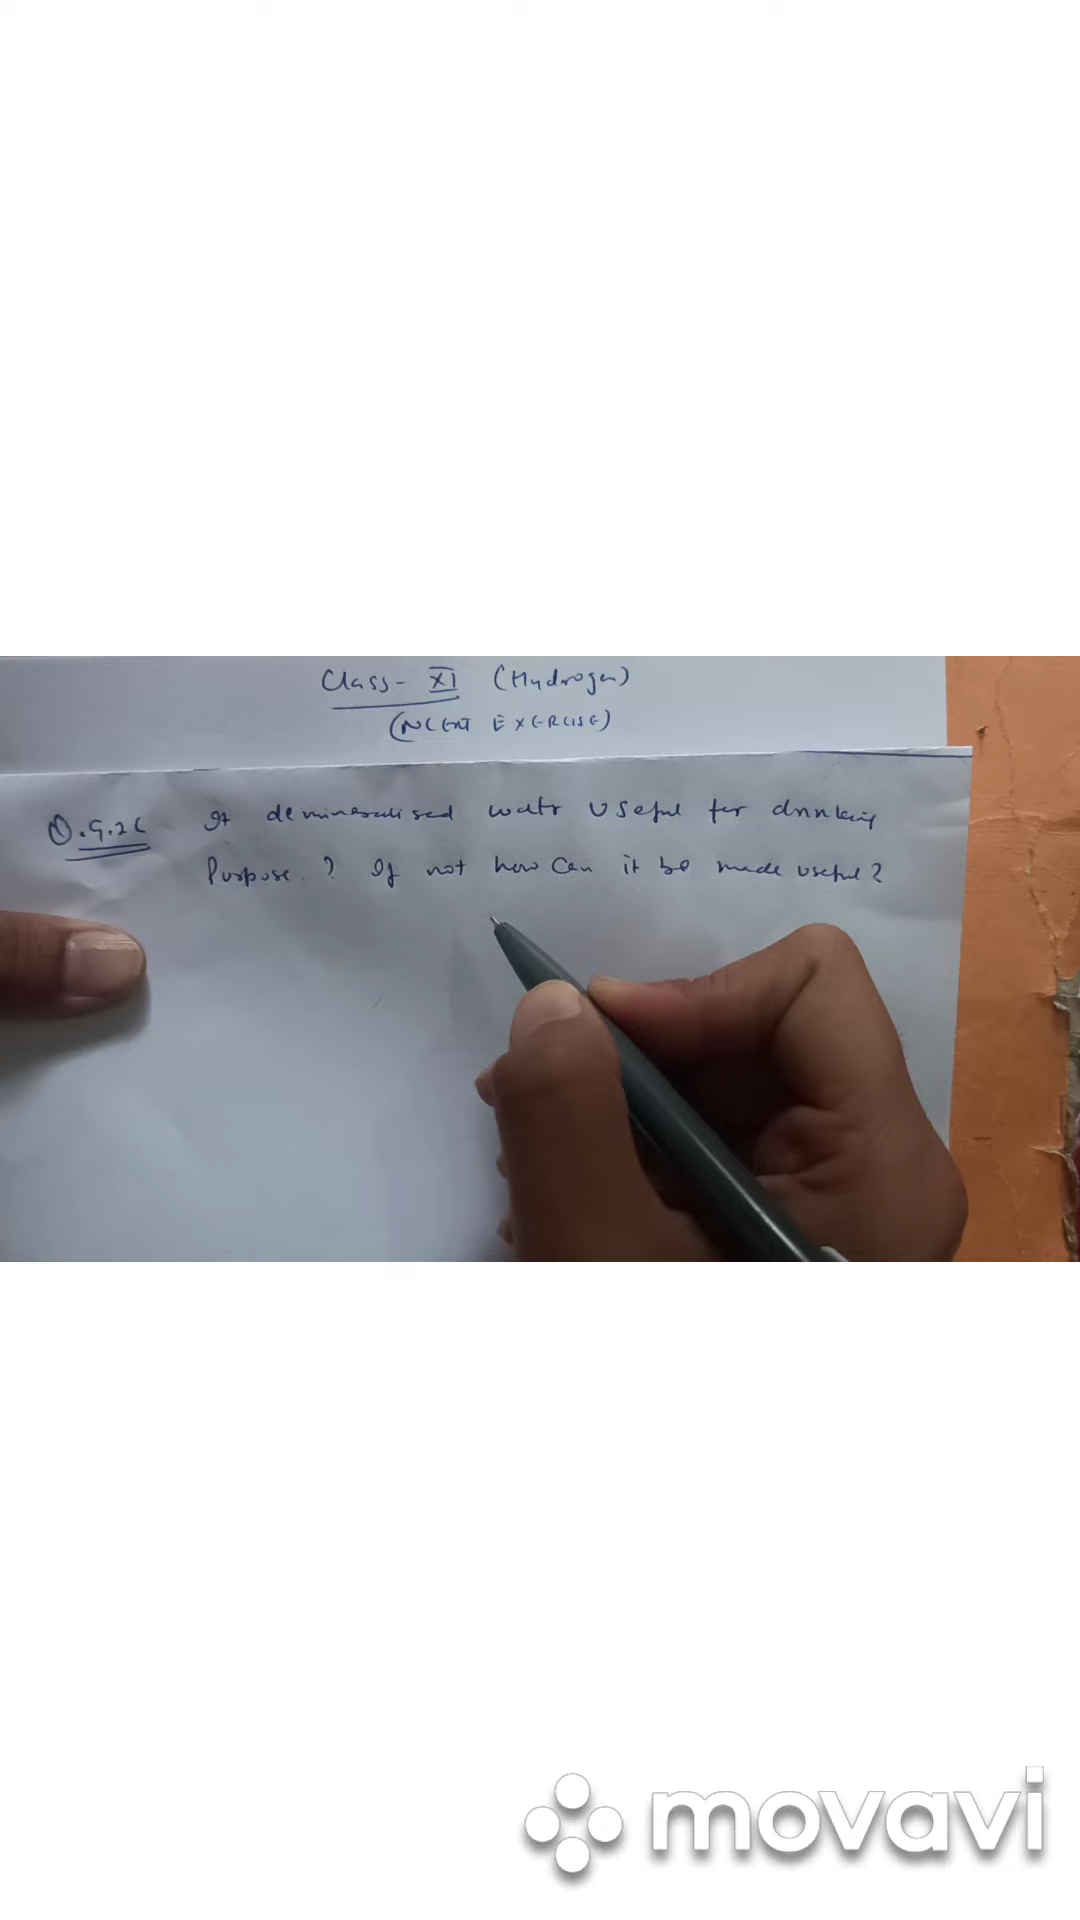 Class- XI (Hydrogen)
(NCERT EXERCISE)
Q.9.26 Is demineralised water useful for drinking
Purpose. ? If not how can it be made useful?
movavi